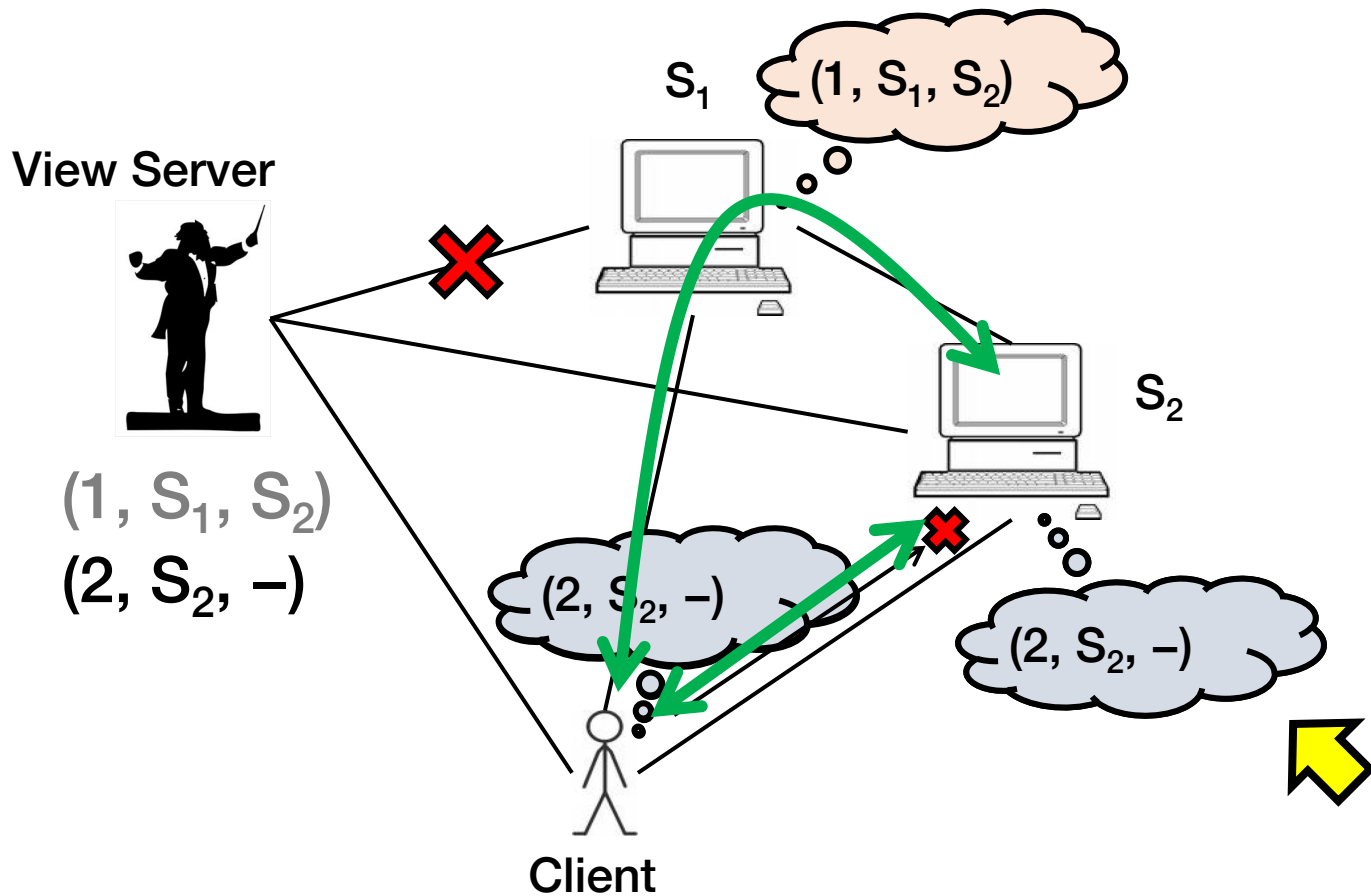 S₁
(1, S₁, S₂)
View Server
S₂
(1, S₁, S₂)
(2, S₂, –)
(2, S₂, –)
(2, S₂, –)
Client